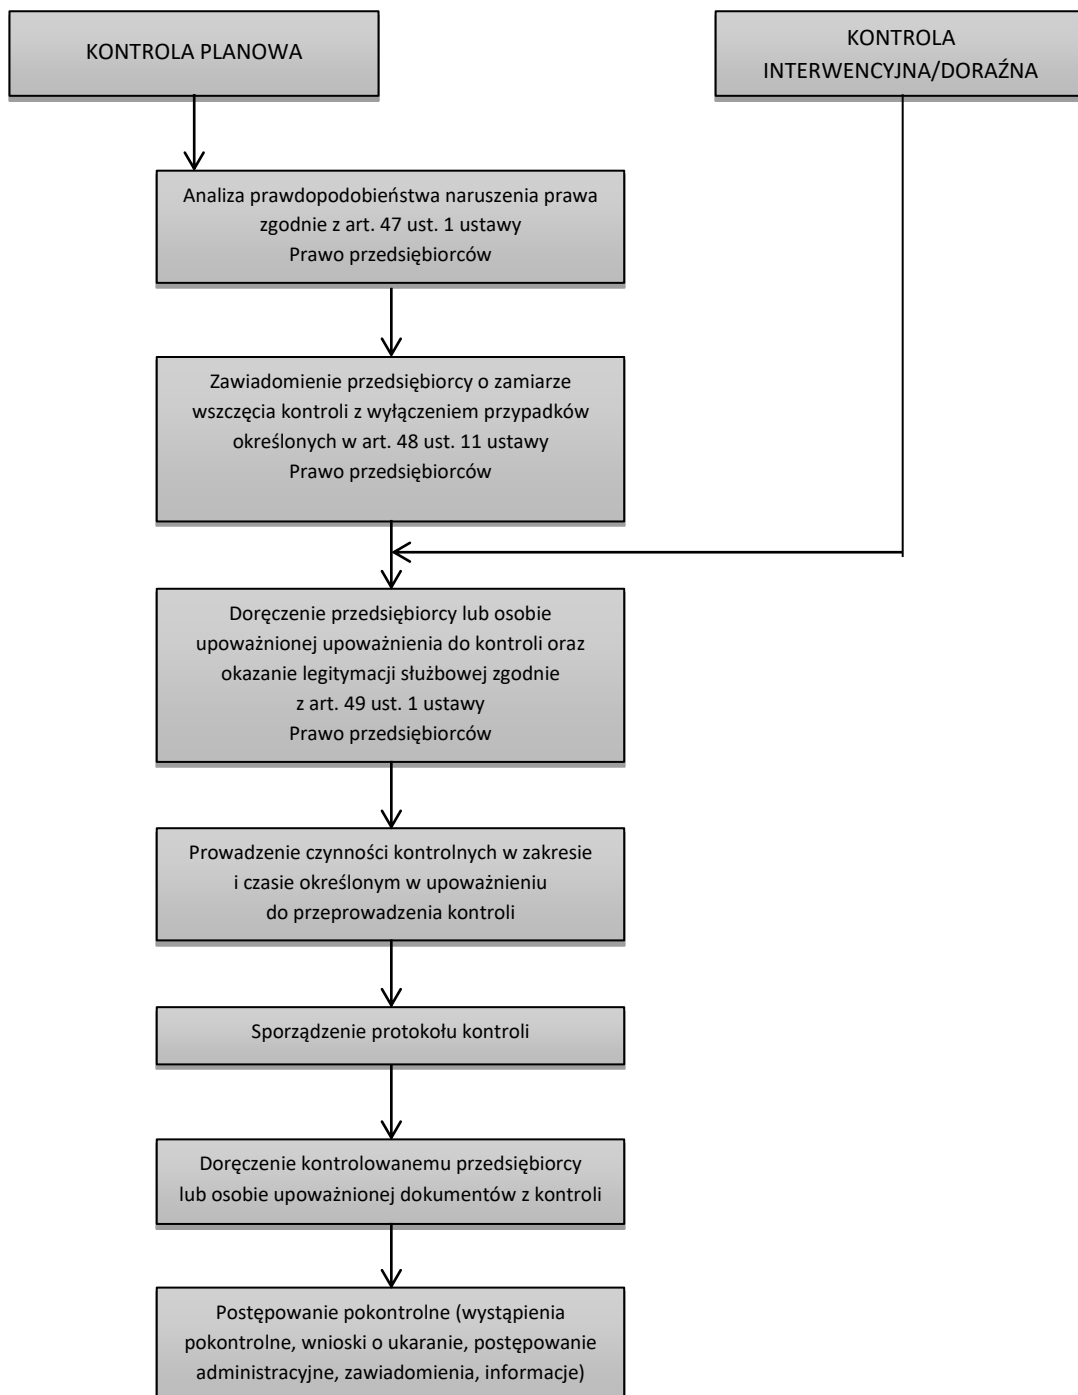 KONTROLA PLANOWA
KONTROLA
INTERWENCYJNA/DORAŹNA
Analiza prawdopodobieństwa naruszenia prawa
zgodnie z art. 47 ust. 1 ustawy
Prawo przedsiębiorców
Zawiadomienie przedsiębiorcy o zamiarze
wszczęcia kontroli z wyłączeniem przypadków
określonych w art. 48 ust. 11 ustawy
Prawo przedsiębiorców
Doręczenie przedsiębiorcy lub osobie
upoważnionej upoważnienia do kontroli oraz
okazanie legitymacji służbowej zgodnie
z art. 49 ust. 1 ustawy
Prawo przedsiębiorców
Prowadzenie czynności kontrolnych w zakresie
i czasie określonym w upoważnieniu
do przeprowadzenia kontroli
Sporządzenie protokołu kontroli
Doręczenie kontrolowanemu przedsiębiorcy
lub osobie upoważnionej dokumentów z kontroli
Postępowanie pokontrolne (wystąpienia
pokontrolne, wnioski o ukaranie, postępowanie
administracyjne, zawiadomienia, informacje)